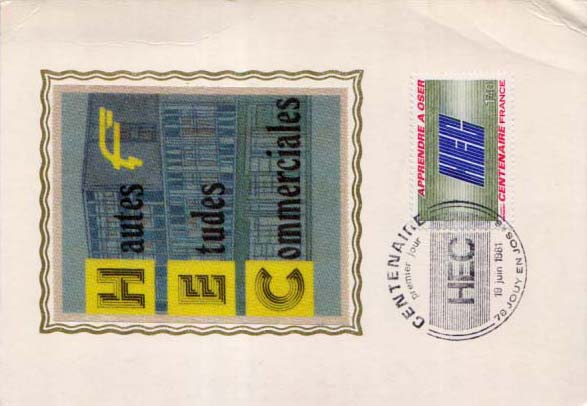 Hautes
Etudes
Commerciales
APPRENDRE A OSER
HEC
1,40
CENTENAIRE FRANCE
CENTENAIRE
premier jour
HEC
19 juin 1981
78 JOUY EN JOSAS